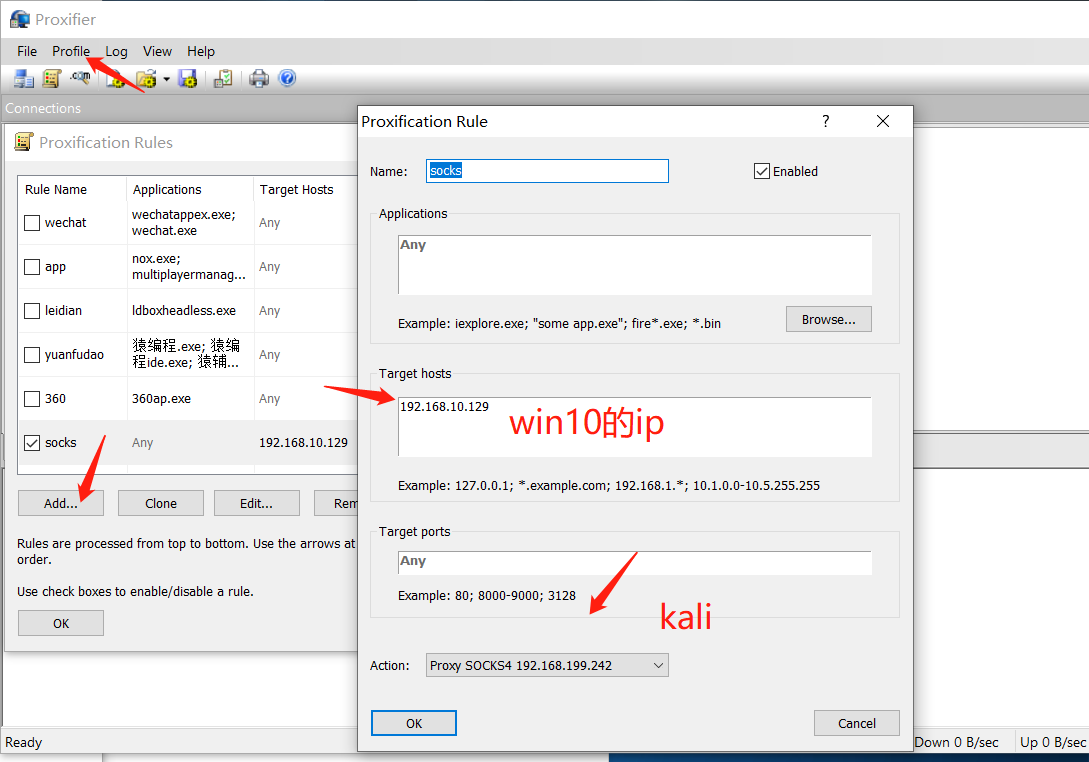 Proxifier
File Profile Log View Help
Connections
Proxification Rules
Rule Name Applications Target Hosts
wechat wechatappex; wechat.exe Any
app nox.exe; multiplayermanag... Any
leidian ldboxheadless.exe Any
yuanfudao 猿编程.exe; 猿编程ide.exe; 猿辅... Any
360 360ap.exe Any
socks Any 192.168.10.129
Add... Clone Edit... Rem
Rules are processed from top to bottom. Use the arrows at
order.
Use check boxes to enable/disable a rule.
OK
Proxification Rule ?
Name: socks Enabled
Applications
Any
Example: iexplore.exe; "some app.exe"; fire*.exe; *.bin Browse...
Target hosts
192.168.10.129
win10的ip
Example: 127.0.0.1; *.example.com; 192.168.1.*; 10.1.0.0-10.5.255.255
Target ports
Any
Example: 80; 8000-9000; 3128
kali
Action: Proxy SOCKS4 192.168.199.242
OK Cancel
Ready Down 0 B/sec Up 0 B/sec